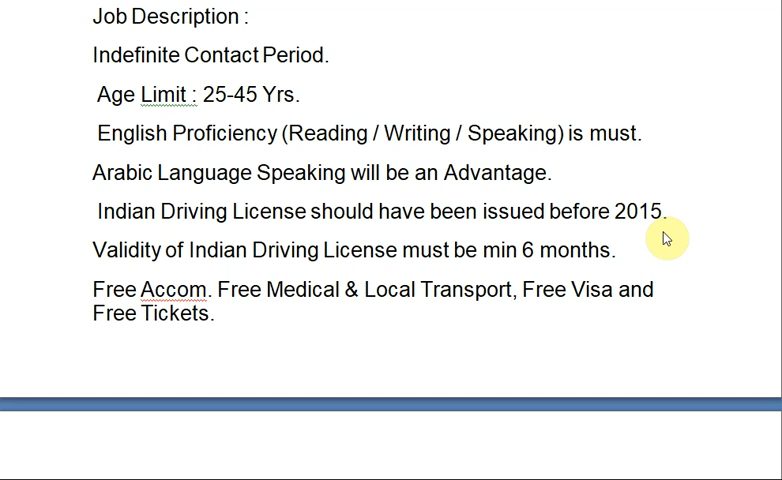 Job Description :
Indefinite Contact Period.
Age Limit : 25-45 Yrs.
English Proficiency (Reading / Writing / Speaking) is must.
Arabic Language Speaking will be an Advantage.
Indian Driving License should have been issued before 2015.
Validity of Indian Driving License must be min 6 months.
Free Accom. Free Medical & Local Transport, Free Visa and
Free Tickets.